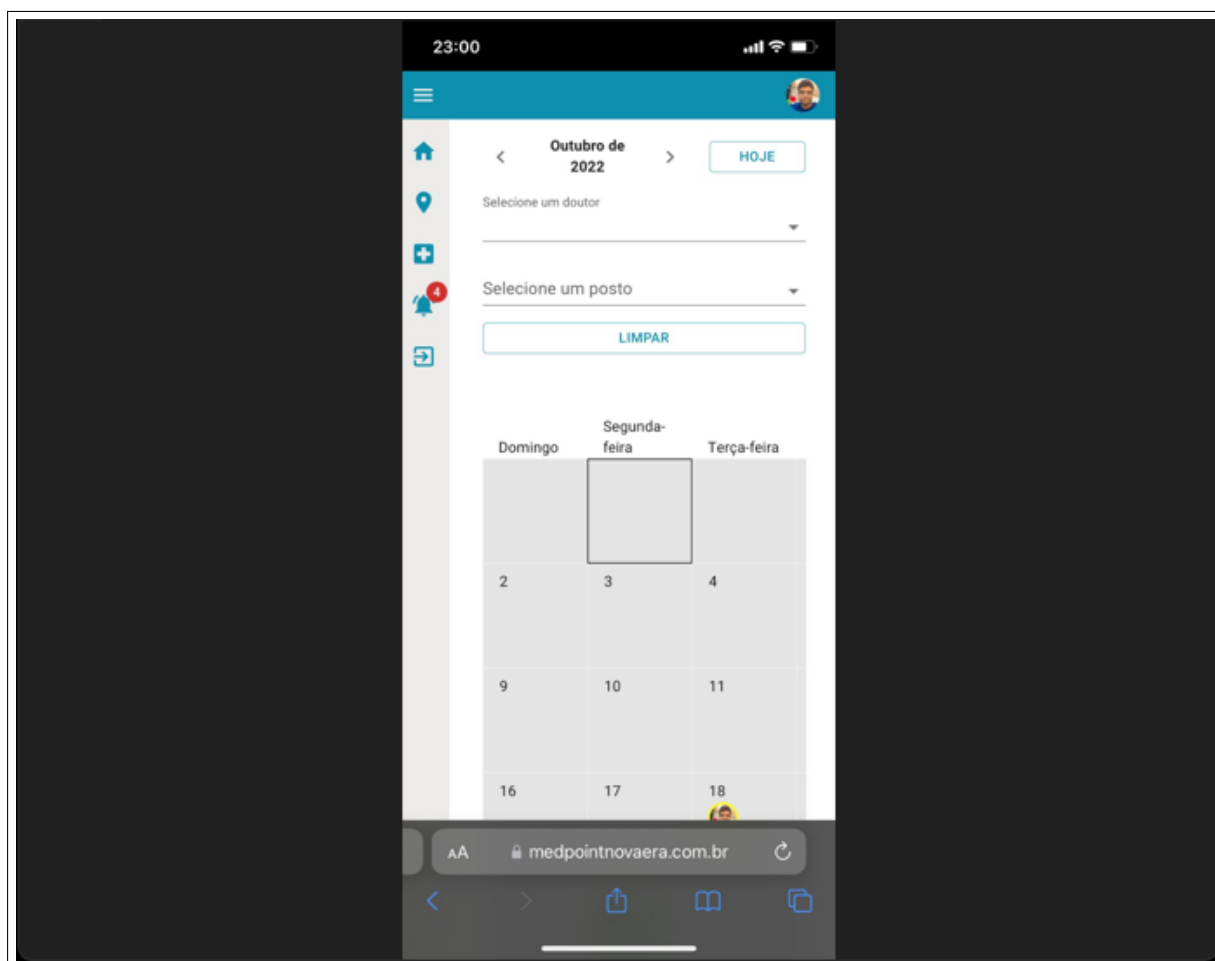 23:00
Outubro de
2022
HOJE
Selecione um doutor
4
Selecione um posto
LIMPAR
Segunda-
Domingo feira Terça-feira
2 3 4
9 10 11
16 17 18
AA medpointnovaera.com.br